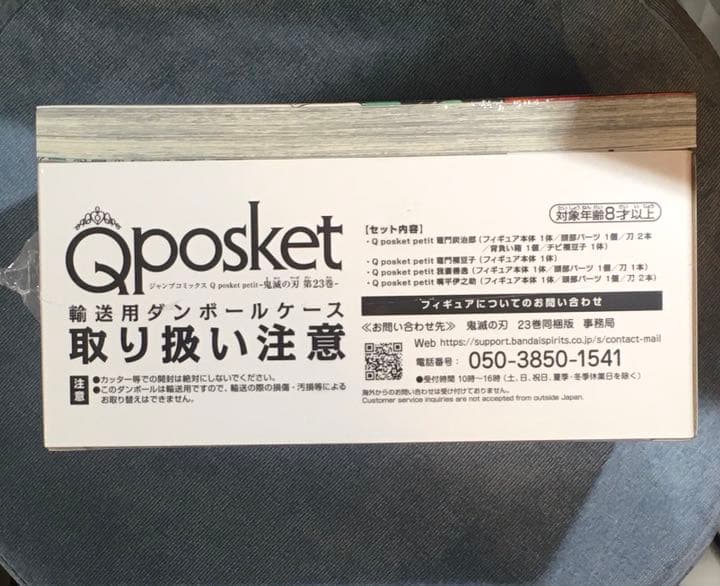 Qposket
ジャンプコミックス Q posket petit-鬼滅の刃 第23巻-
輸送用ダンボールケース
取り扱い注意
注意
●カッター等での開封は絶対にしないでください。
●このダンボールは輸送用ですので、輸送の際の損傷・汚損等による
お取り替えはできません。
対象年齢8才以上
【セット内容】
・Q posket petit 竈門炭治郎（フィギュア本体 1体／頭部パーツ 1個／刀 2本
／背負い箱 1個／チビ禰豆子 1体）
・Q posket petit 竈門禰豆子（フィギュア本体 1体）
・Q posket petit 我妻善逸（フィギュア本体 1体／頭部パーツ 1個／刀 1本）
・Q posket petit 嘴平伊之助（フィギュア本体 1体／頭部パーツ 1個／刀 2本）
フィギュアについてのお問い合わせ
≪お問い合わせ先≫ 鬼滅の刃 23巻同梱版 事務局
Web https://support.bandaispirits.co.jp/s/contact-mail
電話番号： 050-3850-1541
●受付時間 10時～16時（土、日、祝日、夏季・冬季休業日を除く）
海外からのお問い合わせは受け付けておりません。
Customer service inquiries are not accepted from outside Japan.